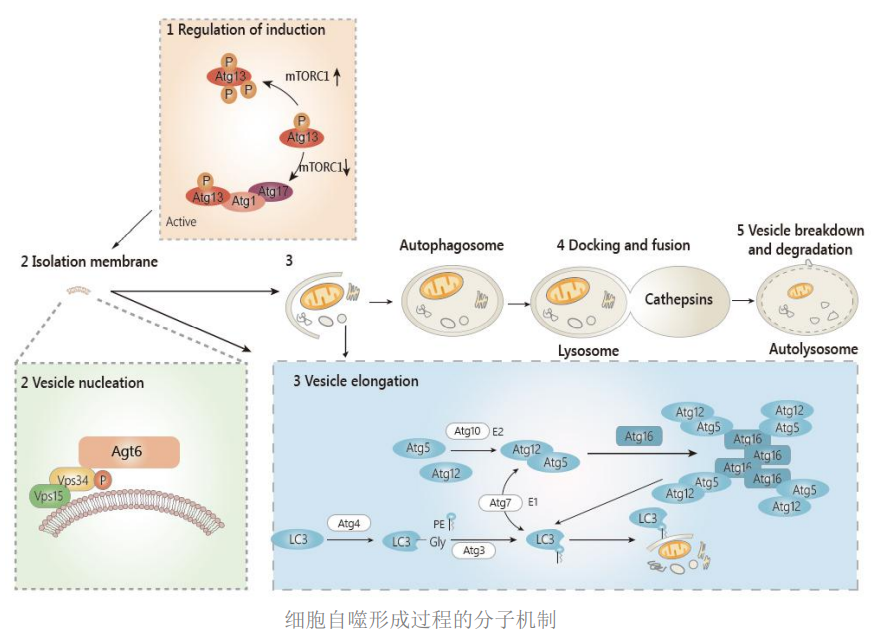 1 Regulation of induction
P
Atg13
P
P
mTORC1
P
Atg13
mTORC1
P
Atg13
Atg1
Atg17
Active
2 Isolation membrane
3
Autophagosome
4 Docking and fusion
5 Vesicle breakdown
and degradation
Cathepsins
Lysosome
Autolysosome
2 Vesicle nucleation
Agt6
Vps34
P
Vps15
3 Vesicle elongation
Atg5
Atg12
Atg10
E2
Atg12
Atg5
Atg16
Atg12
Atg5
Atg12
Atg5
Atg16
Atg16
Atg16
Atg16
Atg5
Atg12
Atg5
Atg12
Atg7
E1
LC3
Atg4
LC3
Gly
PE
Atg3
LC3
LC3
细胞自噬形成过程的分子机制